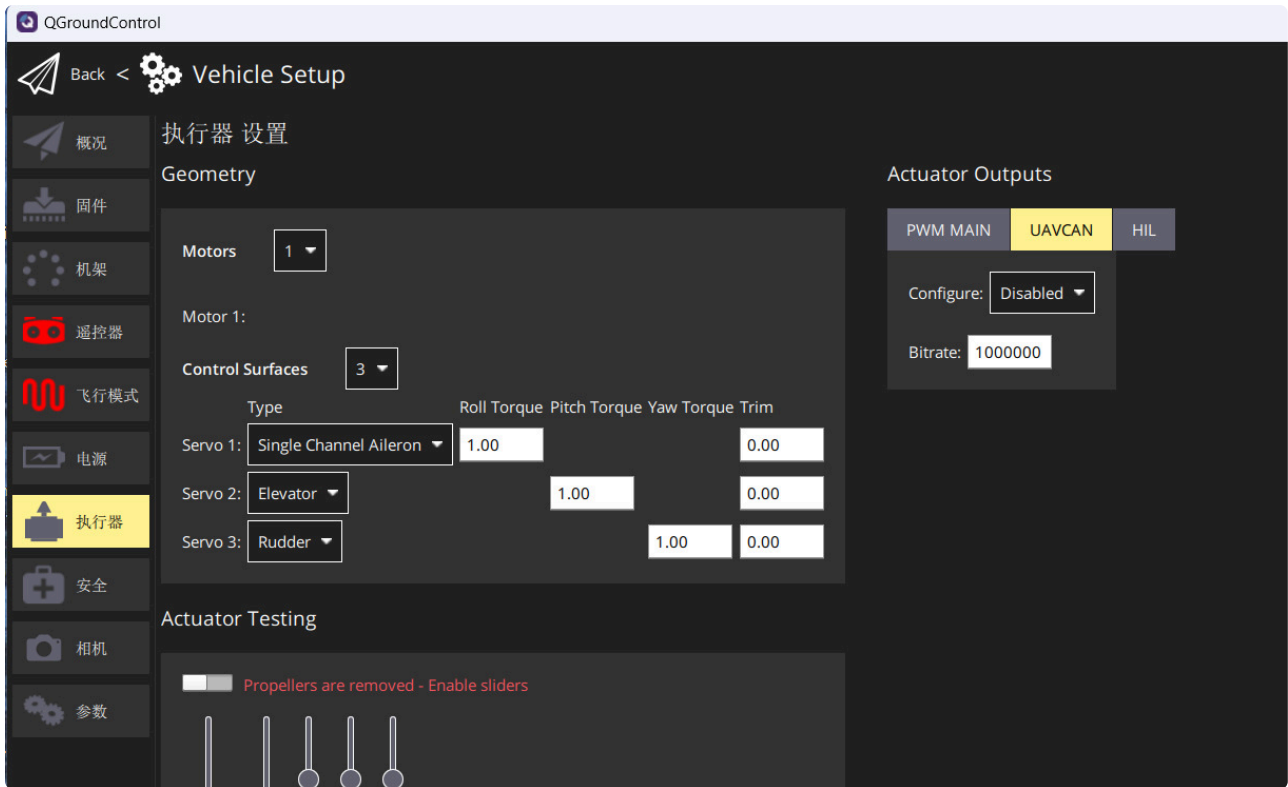 QGroundControl
Back < Vehicle Setup
概况
固件
机架
遥控器
飞行模式
电源
执行器
安全
相机
参数
执行器 设置
Geometry
Motors 1
Motor 1:
Control Surfaces 3
Type Roll Torque Pitch Torque Yaw Torque Trim
Servo 1: Single Channel Aileron 1.00 0.00
Servo 2: Elevator 1.00 0.00
Servo 3: Rudder 1.00 0.00
Actuator Testing
Propellers are removed - Enable sliders
Actuator Outputs
PWM MAIN UAVCAN HIL
Configure: Disabled
Bitrate: 1000000